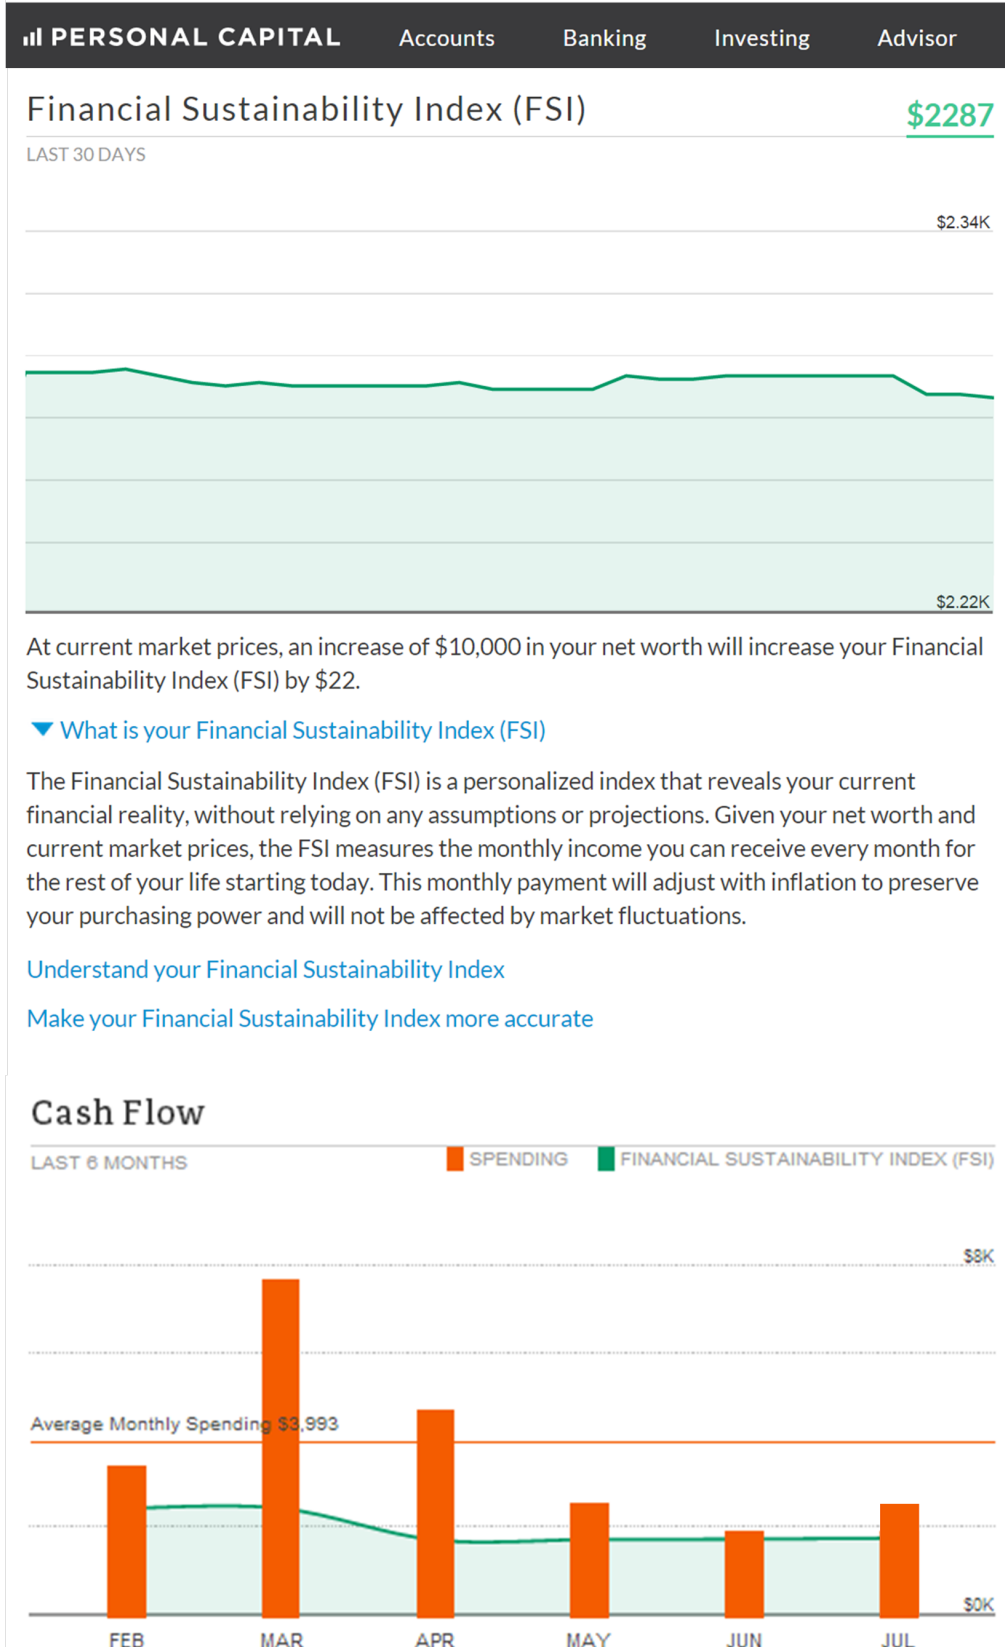 PERSONAL CAPITAL Accounts Banking Investing Advisor
Financial Sustainability Index (FSI) $2287
LAST 30 DAYS
$2.34K
$2.22K
At current market prices, an increase of $10,000 in your net worth will increase your Financial
Sustainability Index (FSI) by $22.
What is your Financial Sustainability Index (FSI)
The Financial Sustainability Index (FSI) is a personalized index that reveals your current
financial reality, without relying on any assumptions or projections. Given your net worth and
current market prices, the FSI measures the monthly income you can receive every month for
the rest of your life starting today. This monthly payment will adjust with inflation to preserve
your purchasing power and will not be affected by market fluctuations.
Understand your Financial Sustainability Index
Make your Financial Sustainability Index more accurate
Cash Flow
LAST 6 MONTHS SPENDING FINANCIAL SUSTAINABILITY INDEX (FSI)
$8K
Average Monthly Spending $3,993
$0K
FEB MAR APR MAY JUN JUL